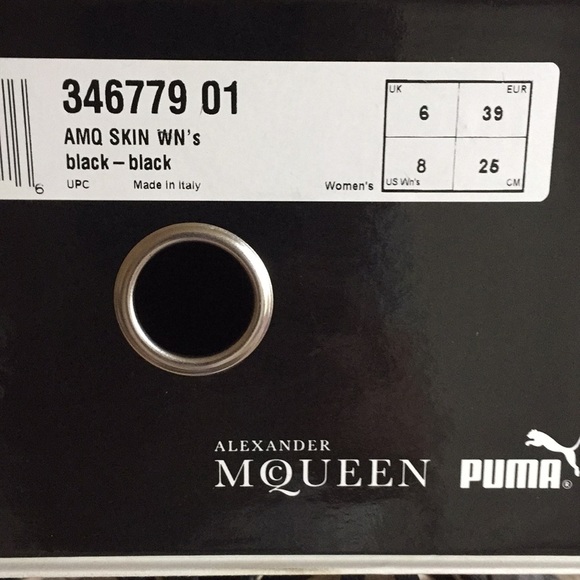 346779 01
AMQ SKIN WN's
black – black
6 UPC Made in Italy Women's
UK 6 39 EUR
8 25
US Wn's CM
ALEXANDER
McQUEEN PUMA®